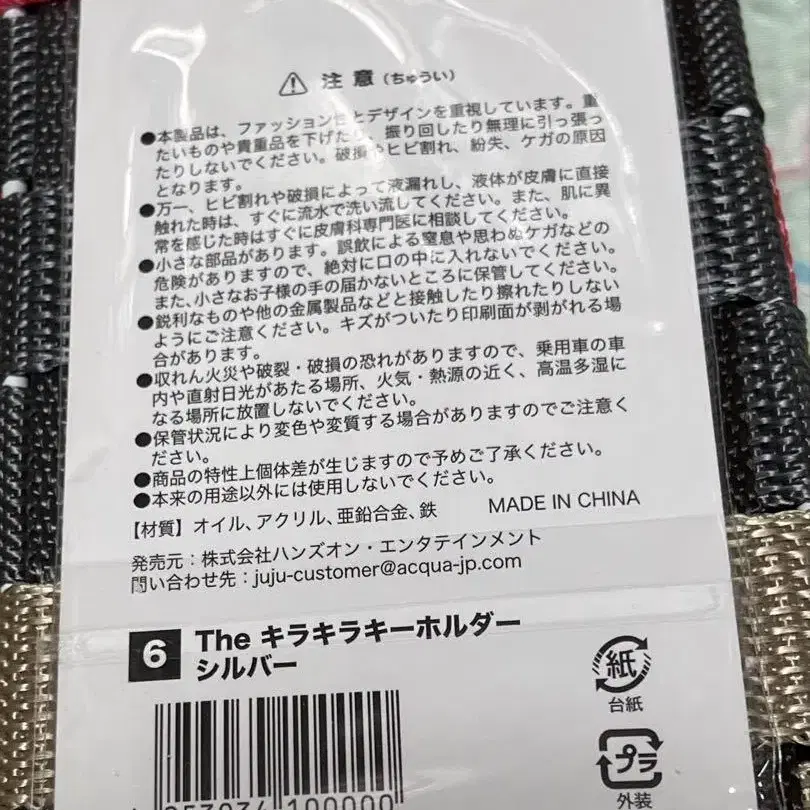 注意(ちゅうい)
●本製品は、ファッション性とデザインを重視しています。重
たいものや貴重品を下げたり、振り回したり無理に引っ張っ
たりしないでください。破損やヒビ割れ、紛失、ケガの原因
となります。
●万一、ヒビ割れや破損によって液漏れし、液体が皮膚に直接
触れた時は、すぐに流水で洗い流してください。また、肌に異
常を感じた時はすぐに皮膚科専門医に相談してください。
●小さな部品があります。誤飲による窒息や思わぬケガなどの
危険がありますので、絶対に口の中に入れないでください。
また、小さなお子様の手の届かないところに保管してください。
●鋭利なものや他の金属製品などと接触したり擦れたりしない
ようにご注意ください。キズがついたり印刷面が剥がれる場
合があります。
●収れん火災や破裂・破損の恐れがありますので、乗用車の車
内や直射日光があたる場所、火気・熱源の近く、高温多湿に
なる場所に放置しないでください。
●保管状況により変色や変質する場合がありますのでご注意く
ださい。
●商品の特性上個体差が生じますので予めご了承ください。
●本来の用途以外には使用しないでください。
【材質】オイル、アクリル、亜鉛合金、鉄 MADE IN CHINA
発売元：株式会社ハンズオン・エンタテインメント
問い合わせ先：juju-customer@acqua-jp.com
6 The キラキラキーホルダー
シルバー
紙
台紙
プラ
外装